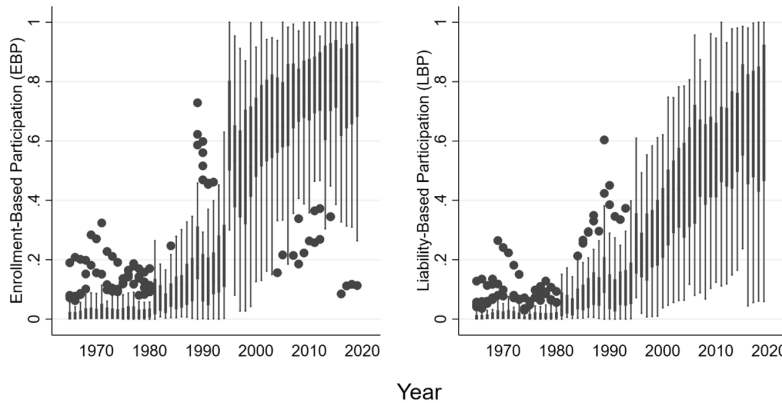 Enrollment-Based Participation (EBP)
1
.8
.6
.4
.2
0
1970 1980 1990 2000 2010 2020
Liability-Based Participation (LBP)
1
.8
.6
.4
.2
0
1970 1980 1990 2000 2010 2020
Year